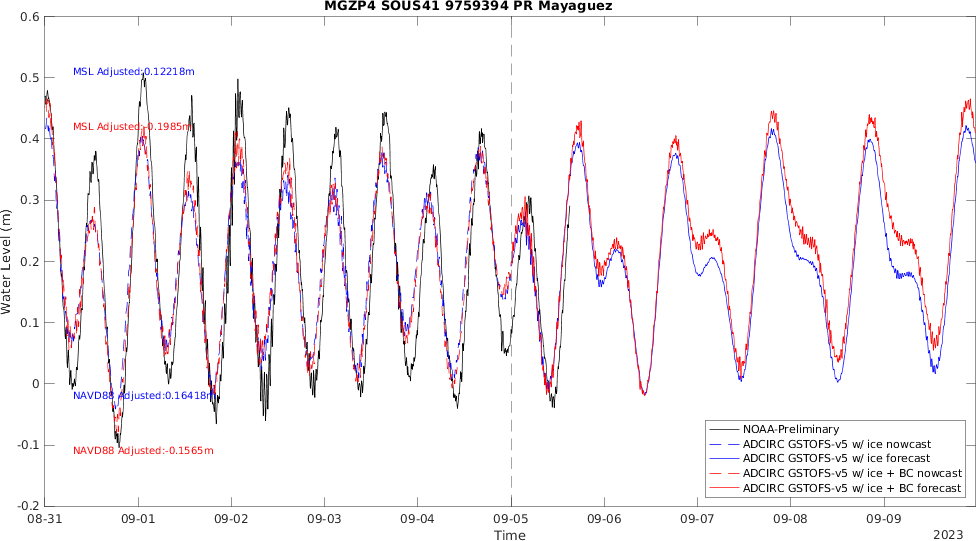 MGZP4 SOUS41 9759394 PR Mayaguez
0.6
0.5
0.4
0.3
0.2
0.1
0
-0.1
-0.2
Water Level (m)
MSL Adjusted:0.12218m
MSL Adjusted:-0.1985m
NAVD88 Adjusted:0.16418m
NAVD88 Adjusted:-0.1565m
NOAA-Preliminary
ADCIRC GSTOFS-v5 w/ ice nowcast
ADCIRC GSTOFS-v5 w/ ice forecast
ADCIRC GSTOFS-v5 w/ ice + BC nowcast
ADCIRC GSTOFS-v5 w/ ice + BC forecast
08-31 09-01 09-02 09-03 09-04 09-05 09-06 09-07 09-08 09-09
Time
2023